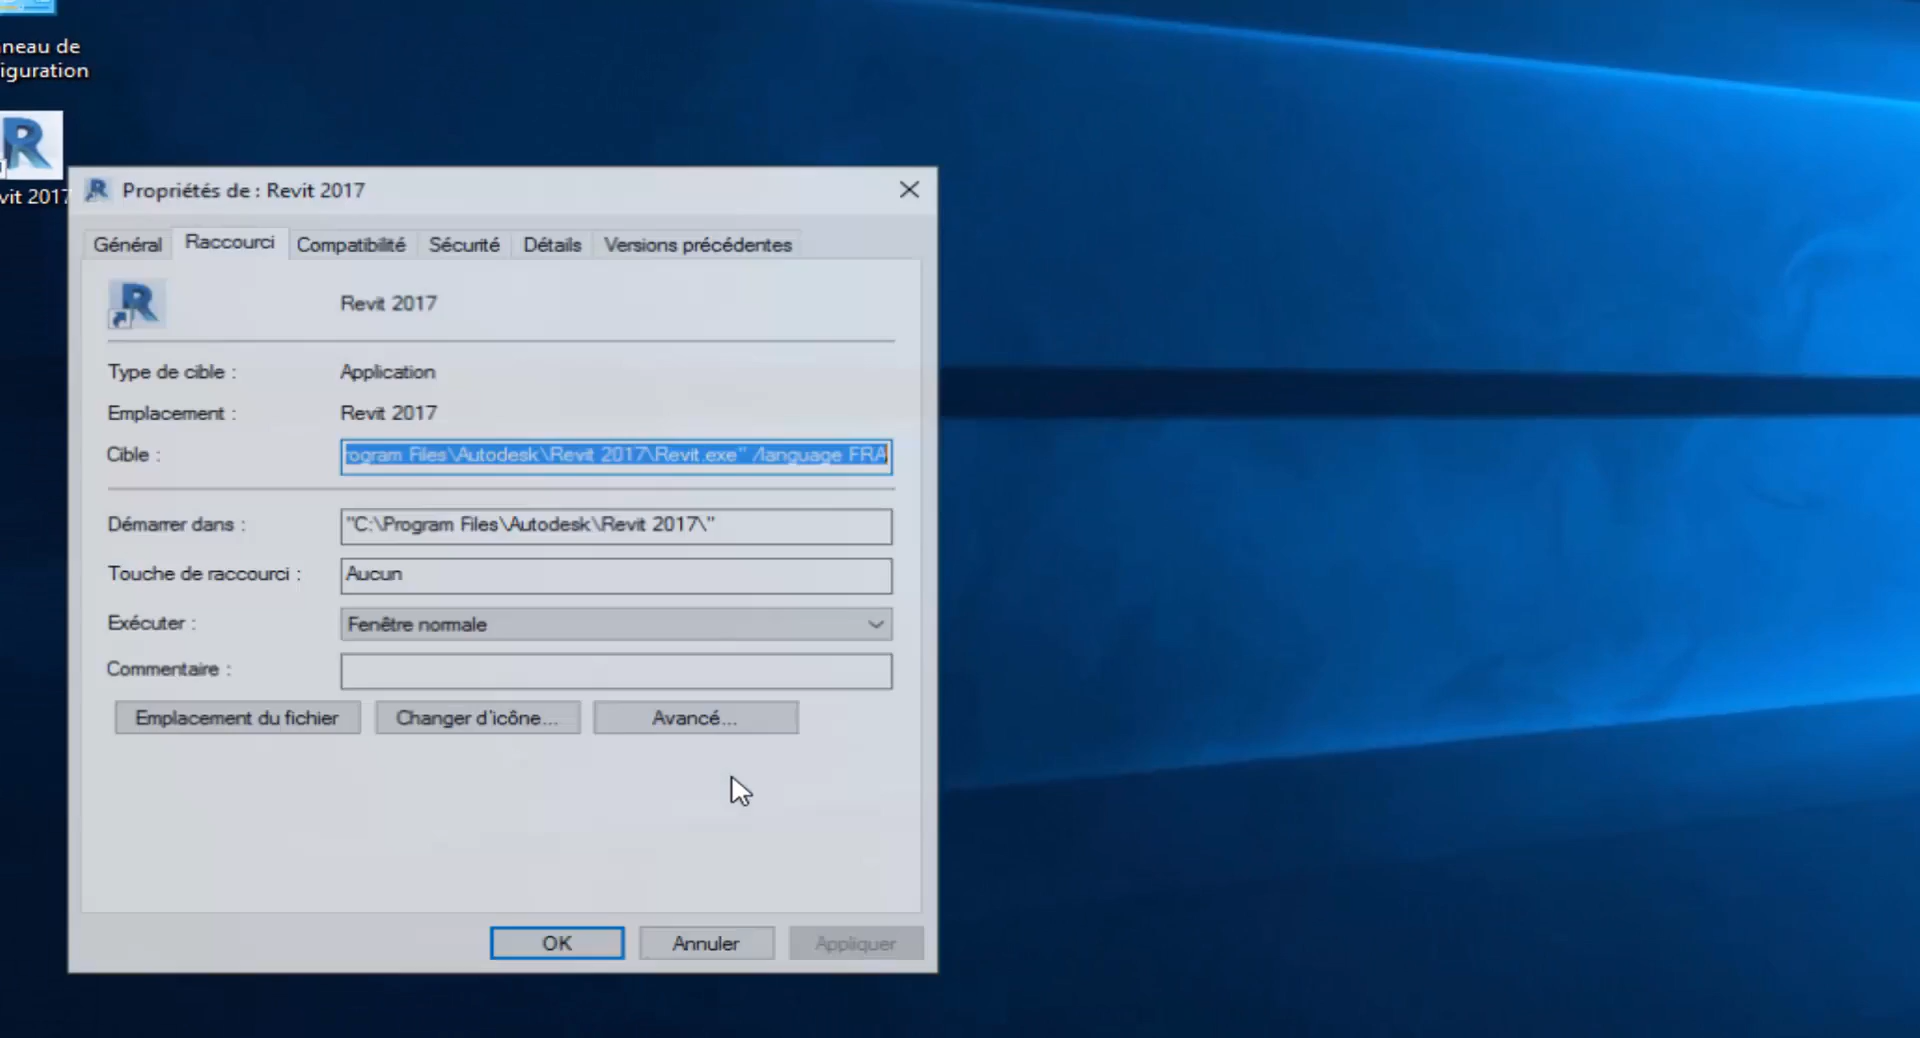 neau de
iguration
vit 2017
Propriétés de : Revit 2017
Général Raccourci Compatibilité Sécurité Détails Versions précédentes
Revit 2017
Type de cible : Application
Emplacement : Revit 2017
Cible : rogram Files\Autodesk\Revit 2017\Revit.exe" /language FRA
Démarrer dans : "C:\Program Files\Autodesk\Revit 2017\"
Touche de raccourci : Aucun
Exécuter : Fenêtre normale
Commentaire :
Emplacement du fichier Changer d'icône... Avancé...
OK Annuler Appliquer